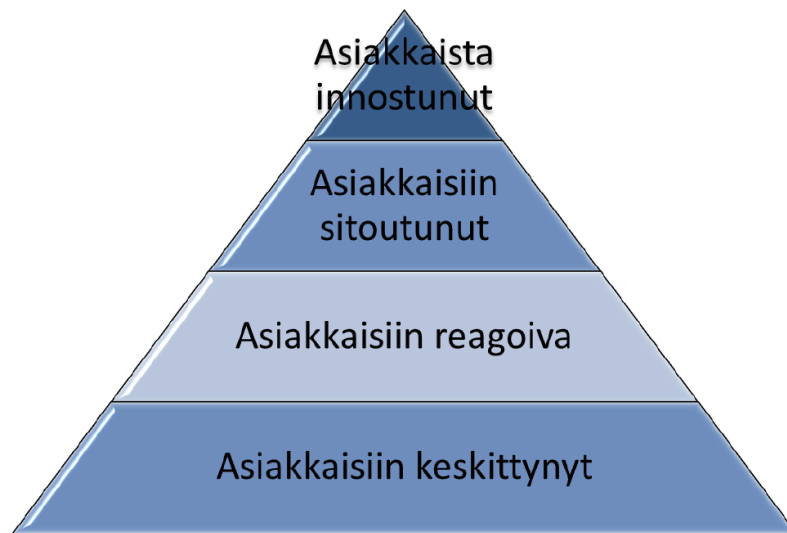 Asiakkaista
innostunut
Asiakkaisiin
sitoutunut
Asiakkaisiin reagoiva
Asiakkaisiin keskittynyt